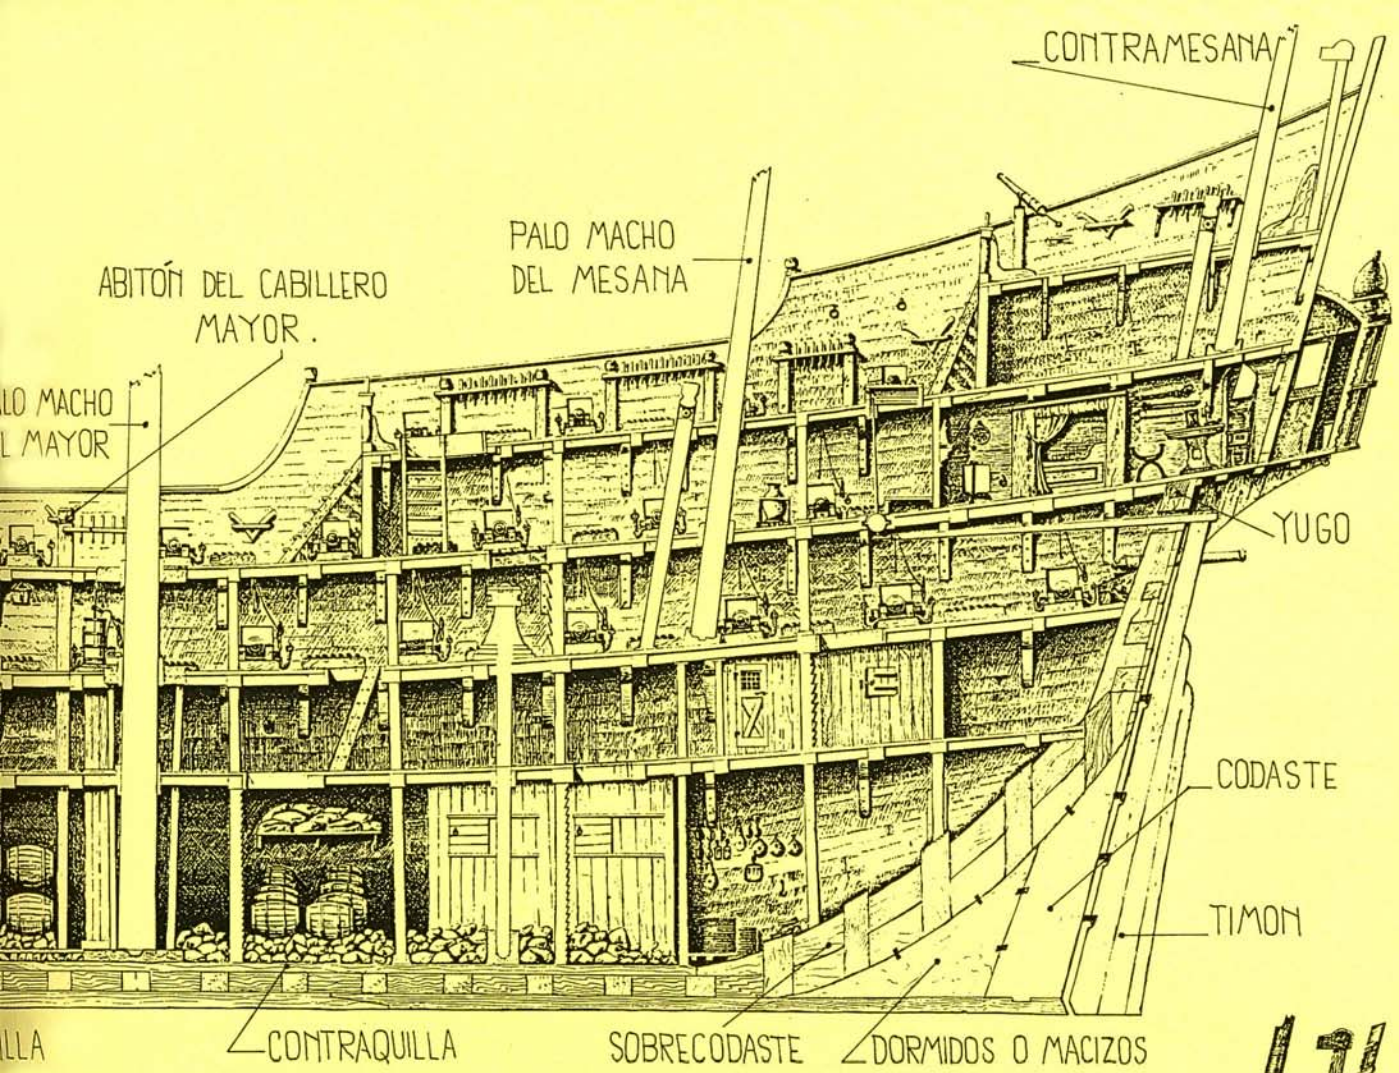 CONTRAMESANA
PALO MACHO
DEL MESANA
ABITÓN DEL CABILLERO
MAYOR.
LO MACHO
L MAYOR
YUGO
CODASTE
TIMON
ILLA
CONTRAQUILLA
SOBRECODASTE
DORMIDOS O MACIZOS